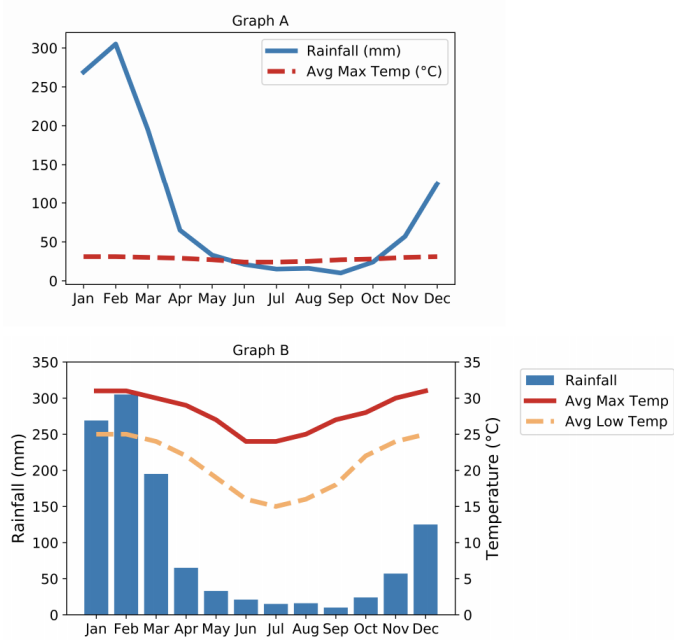 Graph A
300
250
200
150
100
50
0
Rainfall (mm)
Avg Max Temp (°C)
Jan Feb Mar Apr May Jun Jul Aug Sep Oct Nov Dec
Graph B
350
300
250
200
150
100
50
0
Rainfall (mm)
35
30
25
20
15
10
5
0
Temperature (°C)
Jan Feb Mar Apr May Jun Jul Aug Sep Oct Nov Dec
Rainfall
Avg Max Temp
Avg Low Temp